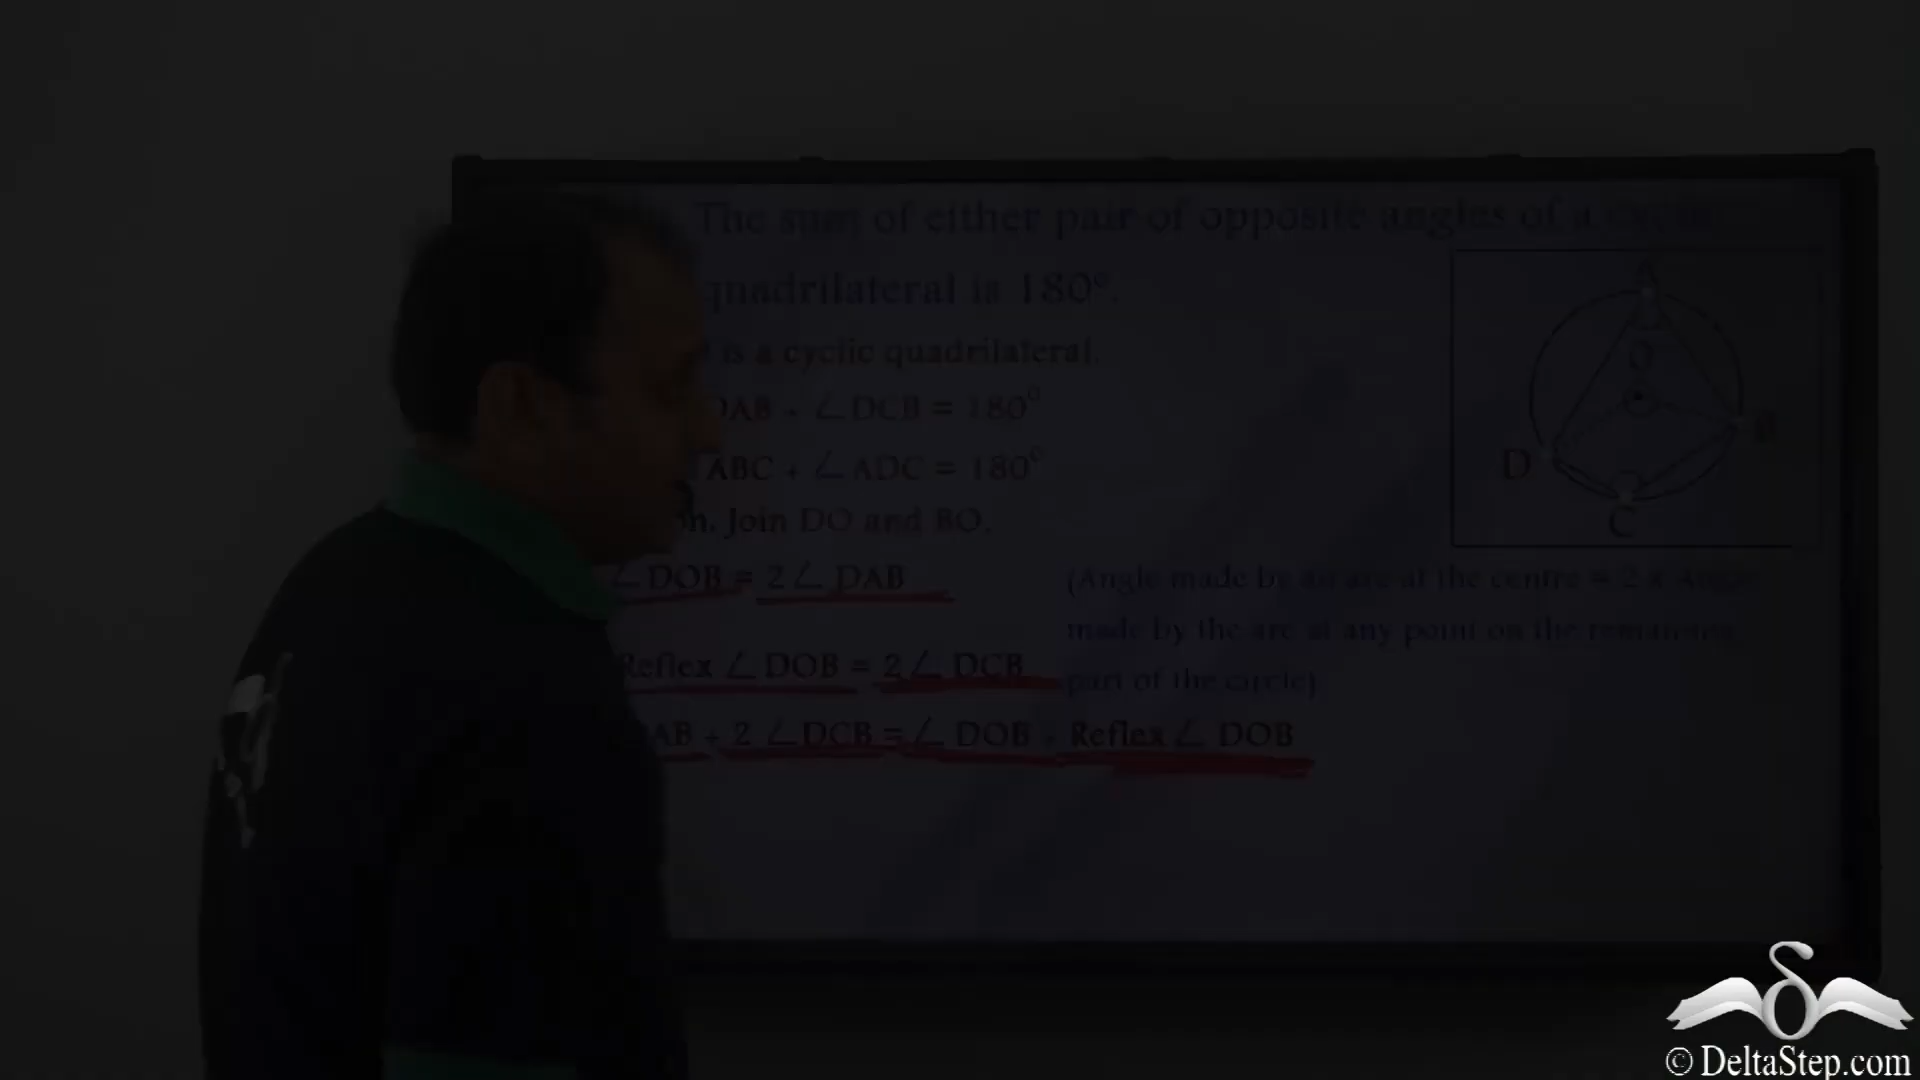 The sum of either pair of opposite angles of a cyclic
quadrilateral is 180°.
is a cyclic quadrilateral.
DAB + ∠DCB = 180°
ABC + ∠ADC = 180°
Join DO and BO.
∠DOB = 2∠ DAB
(Angle made by an arc at the centre = 2 x Angle
made by the arc at any point on the remaining
part of the circle)
Reflex ∠DOB = 2∠ DCB
AB + 2 ∠DCB = ∠ DOB + Reflex∠ DOB
A
O
B
D
C
© DeltaStep.com